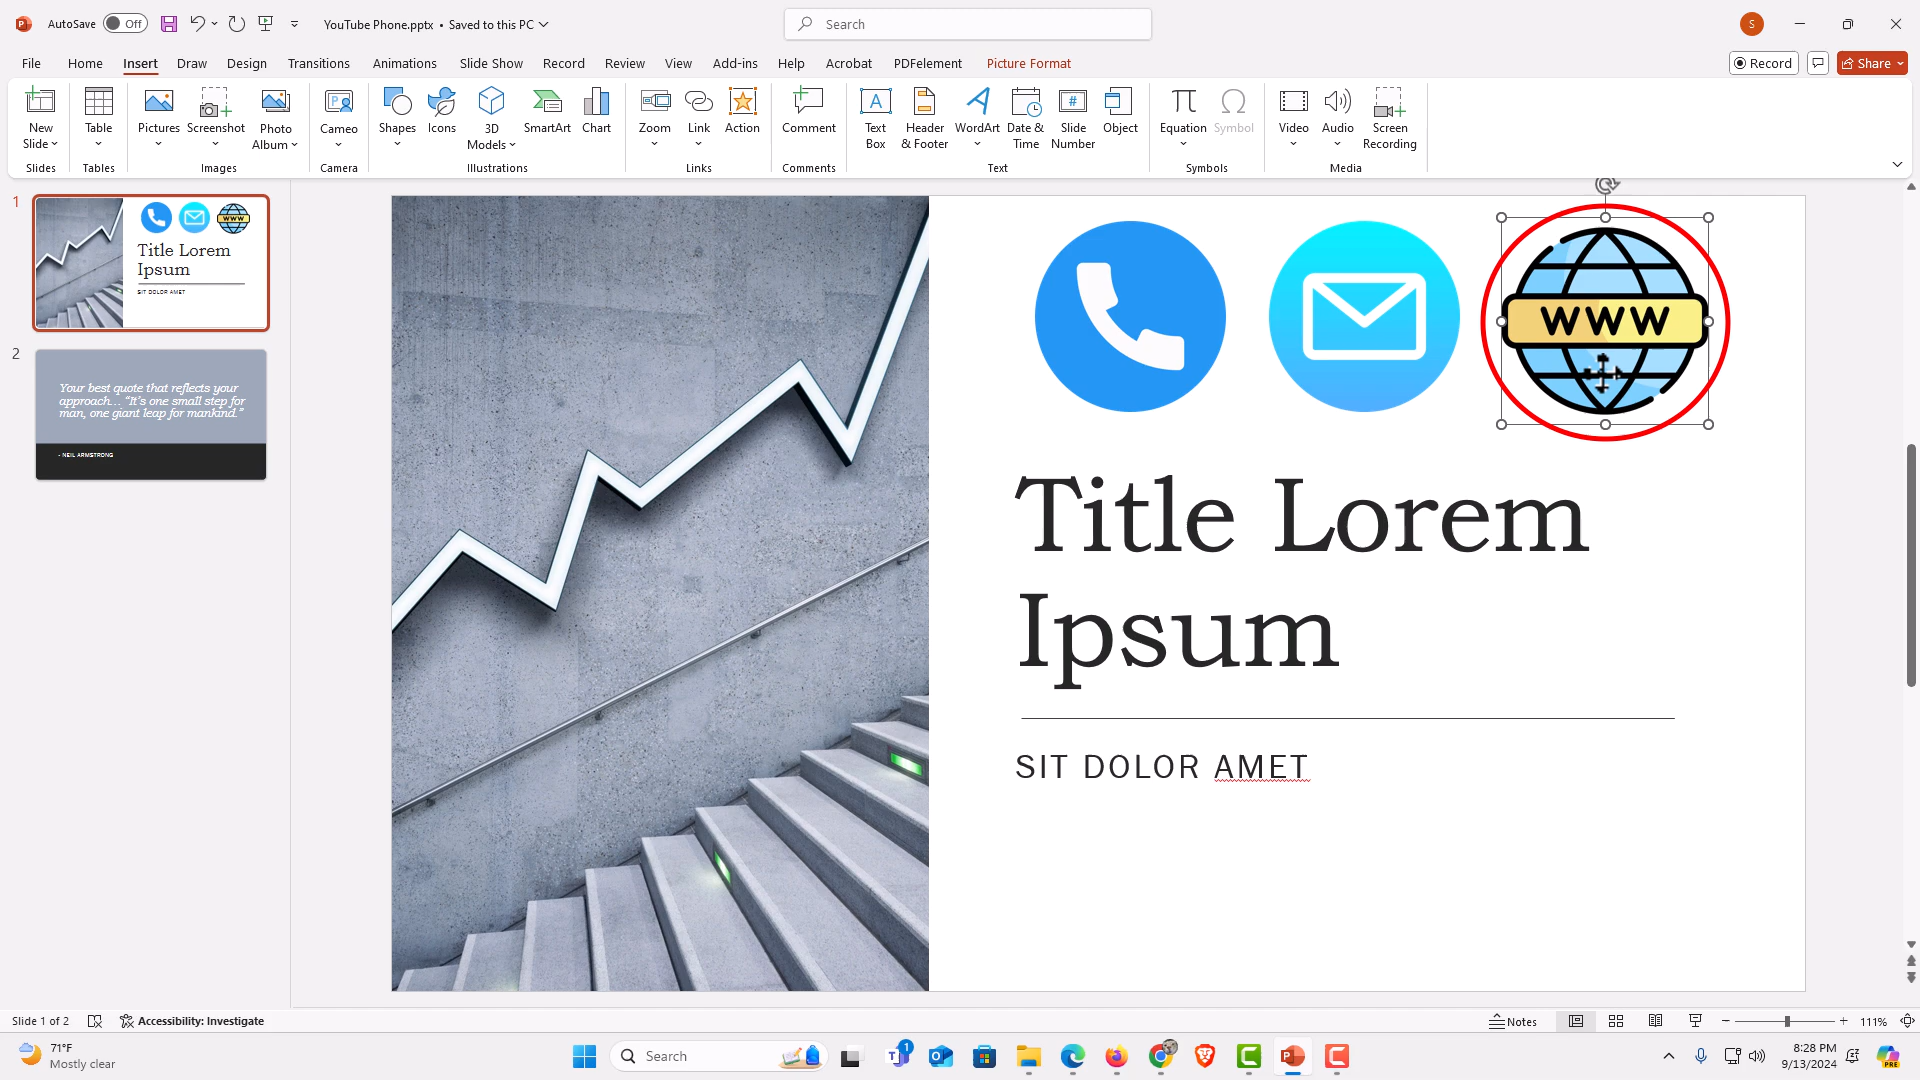 AutoSave Off YouTube Phone.pptx • Saved to this PC Search S
File Home Insert Draw Design Transitions Animations Slide Show Record Review View Add-ins Help Acrobat PDFelement Picture Format Record Share
New Slide Table Pictures Screenshot Photo Album Cameo Shapes Icons 3D Models SmartArt Chart Zoom Link Action Comment Text Box Header & Footer WordArt Date & Time Slide Number Object Equation Symbol Video Audio Screen Recording
Slides Tables Images Camera Illustrations Links Comments Text Symbols Media
1
WWW
Title Lorem
Ipsum
SIT DOLOR AMET
2
Your best quote that reflects your
approach... “It’s one small step for
man, one giant leap for mankind.”
- NEIL ARMSTRONG
WWW
Title Lorem
Ipsum
SIT DOLOR AMET
Slide 1 of 2 Accessibility: Investigate Notes 111%
71°F
Mostly clear
Search
1
PRE
8:28 PM
9/13/2024